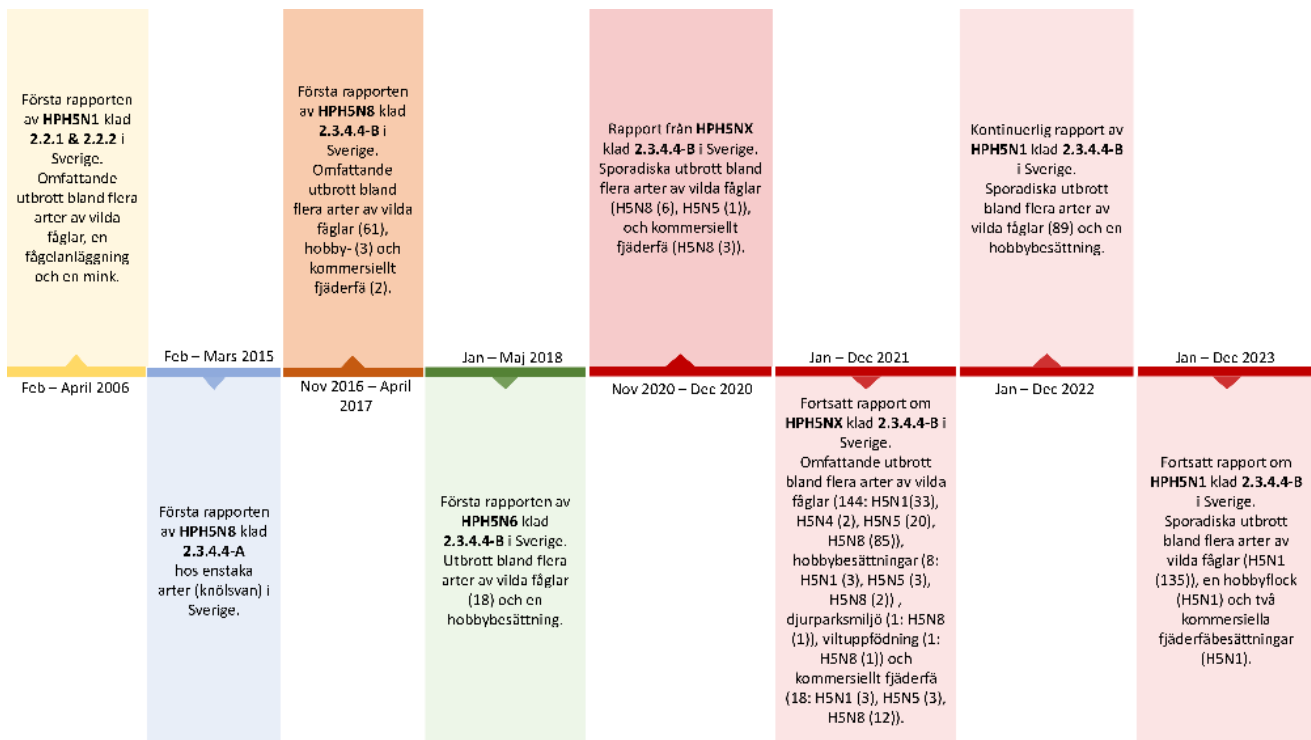 Första rapporten
av HPH5N1 klad
2.2.1 & 2.2.2 i
Sverige.
Omfattande
utbrott bland flera
arter av vilda
fåglar, en
fågelanläggning
och en mink.
Feb – April 2006
Feb – Mars 2015
Första rapporten
av HPH5N8 klad
2.3.4.4-A
hos enstaka
arter (knölsvan) i
Sverige.
Första rapporten
av HPH5N8 klad
2.3.4.4-B i
Sverige.
Omfattande
utbrott bland
flera arter av vilda
fåglar (61),
hobby- (3) och
kommersiellt
fjäderfä (2).
Nov 2016 – April
2017
Jan – Maj 2018
Första rapporten av
HPH5N6 klad
2.3.4.4-B i Sverige.
Utbrott bland flera
arter av vilda fåglar
(18) och en
hobbybesättning.
Rapport från HPH5NX
klad 2.3.4.4-B i Sverige.
Sporadiska utbrott bland
flera arter av vilda fåglar
(H5N8 (6), H5N5 (1)),
och kommersiellt
fjäderfä (H5N8 (3)).
Nov 2020 – Dec 2020
Jan – Dec 2021
Fortsatt rapport om
HPH5NX klad 2.3.4.4-B i
Sverige.
Omfattande utbrott
bland flera arter av vilda
fåglar (144: H5N1(33),
H5N4 (2), H5N5 (20),
H5N8 (85)),
hobbybesättningar (8:
H5N1 (3), H5N5 (3),
H5N8 (2)) ,
djurparksmiljö (1: H5N8
(1)), viltuppfödning (1:
H5N8 (1)) och
kommersiellt fjäderfä
(18: H5N1 (3), H5N5 (3),
H5N8 (12)).
Kontinuerlig rapport av
HPH5N1 klad 2.3.4.4-B
i Sverige.
Sporadiska utbrott
bland flera arter av
vilda fåglar (89) och en
hobbybesättning.
Jan – Dec 2022
Jan – Dec 2023
Fortsatt rapport om
HPH5N1 klad 2.3.4.4-B
i Sverige.
Sporadiska utbrott
bland flera arter av
vilda fåglar (H5N1
(135)), en hobbyflock
(H5N1) och två
kommersiella
fjäderfäbesättningar
(H5N1).